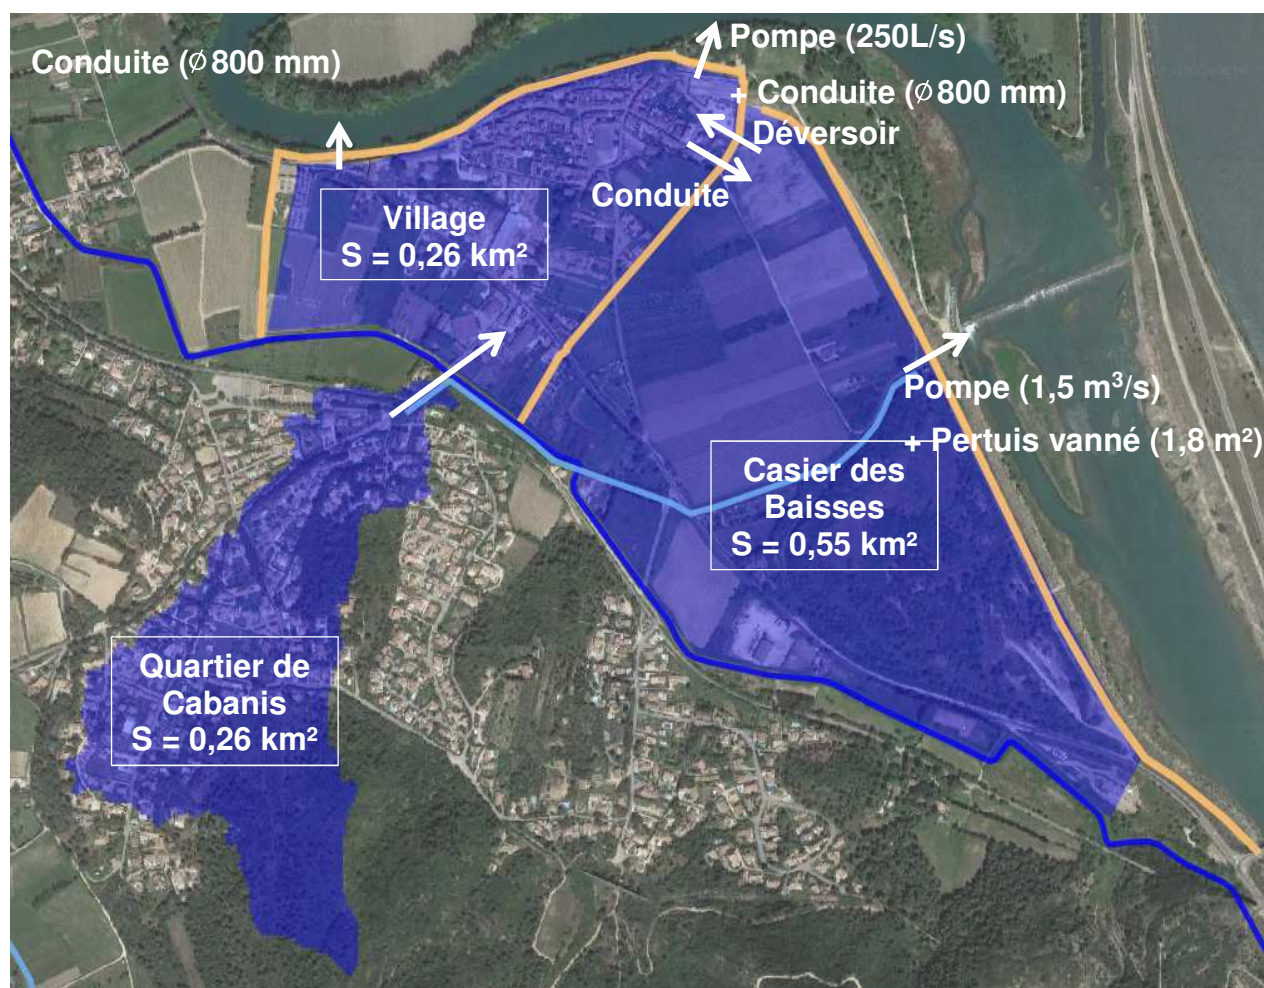 Conduite (∅ 800 mm)
Pompe (250L/s)
+ Conduite (∅ 800 mm)
Déversoir
Conduite
Village
S = 0,26 km²
Pompe (1,5 m³/s)
+ Pertuis vanné (1,8 m²)
Casier des
Baisses
S = 0,55 km²
Quartier de
Cabanis
S = 0,26 km²